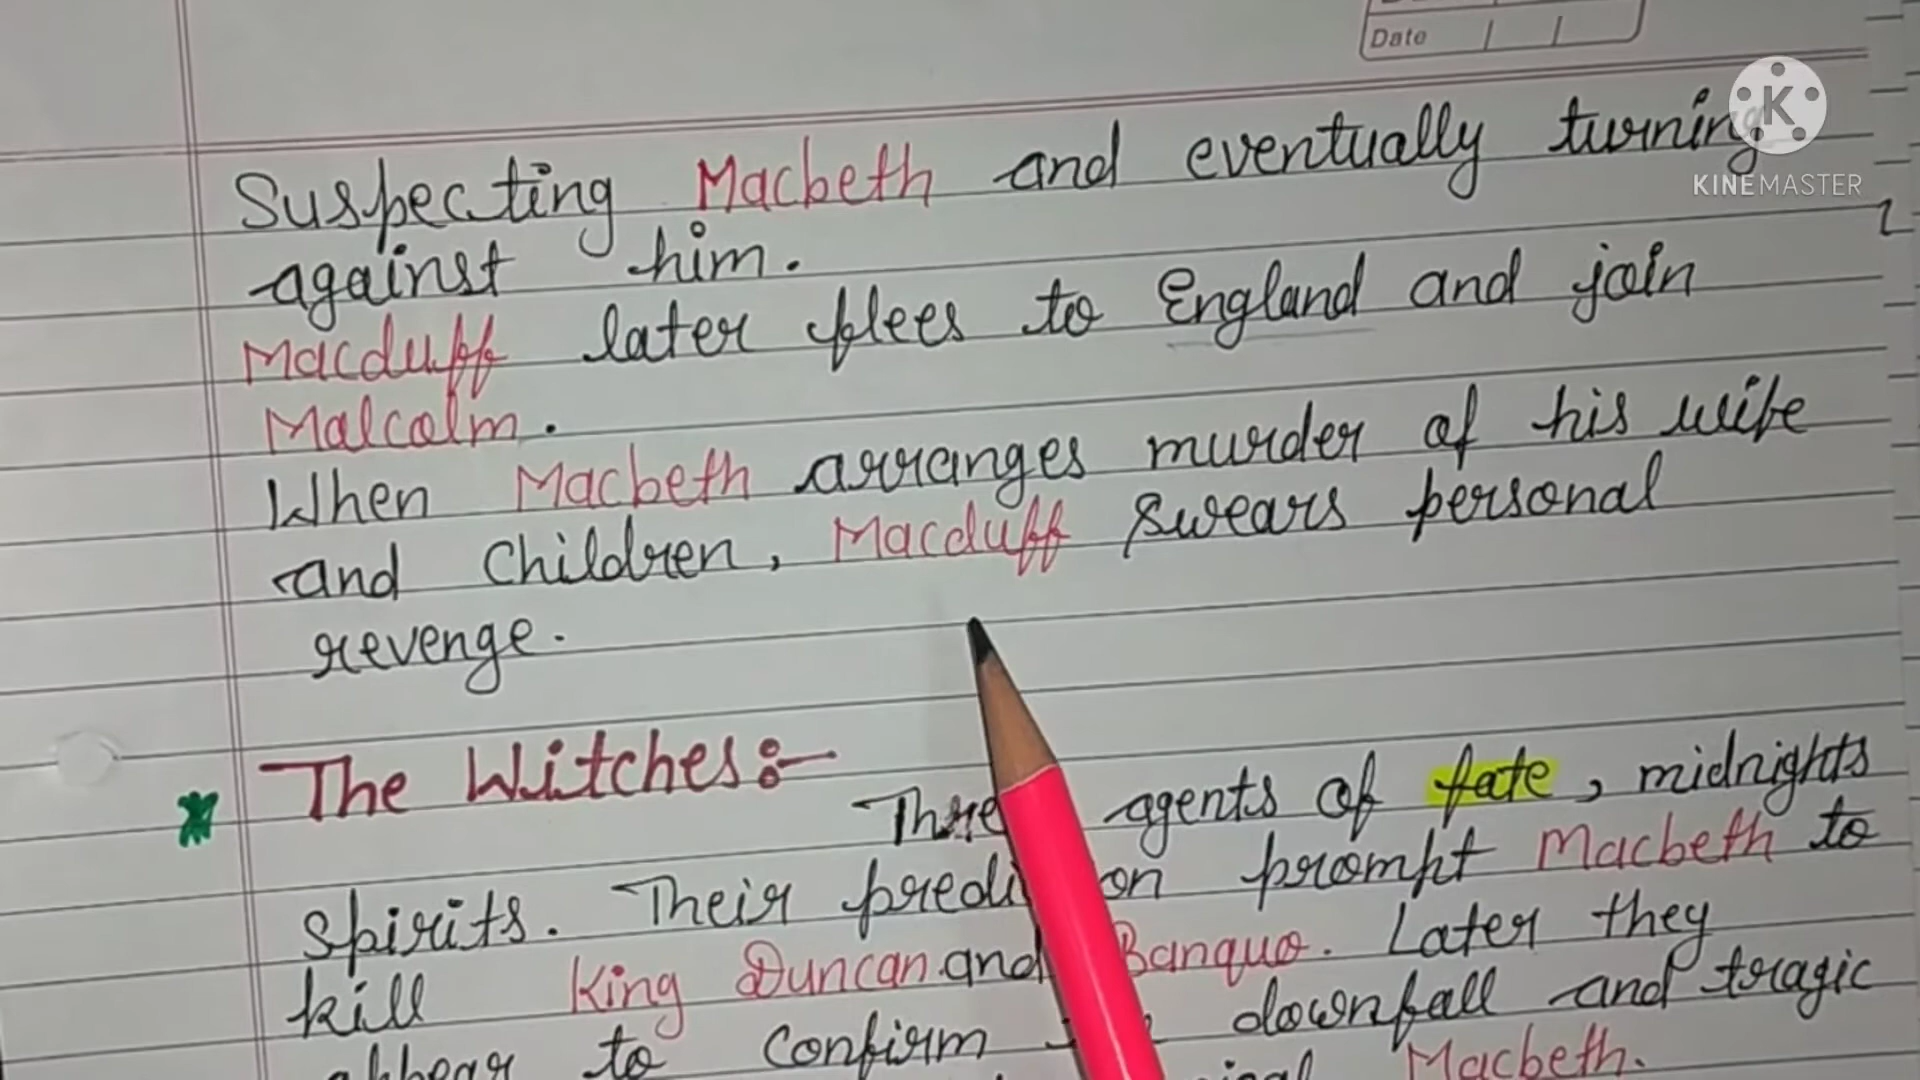 Date
KINEMASTER
Suspecting Macbeth and eventually turning
against him.
Macduff later flees to England and join
Malcolm.
When Macbeth arranges murder of his wife
and children, Macduff swears personal
revenge.
* The Witches:-
agents of fate, midnights
spirits. Their prompt Macbeth to
kill King Duncan and Banquo. Later they
appear to confirm downfall and tragic
Macbeth.